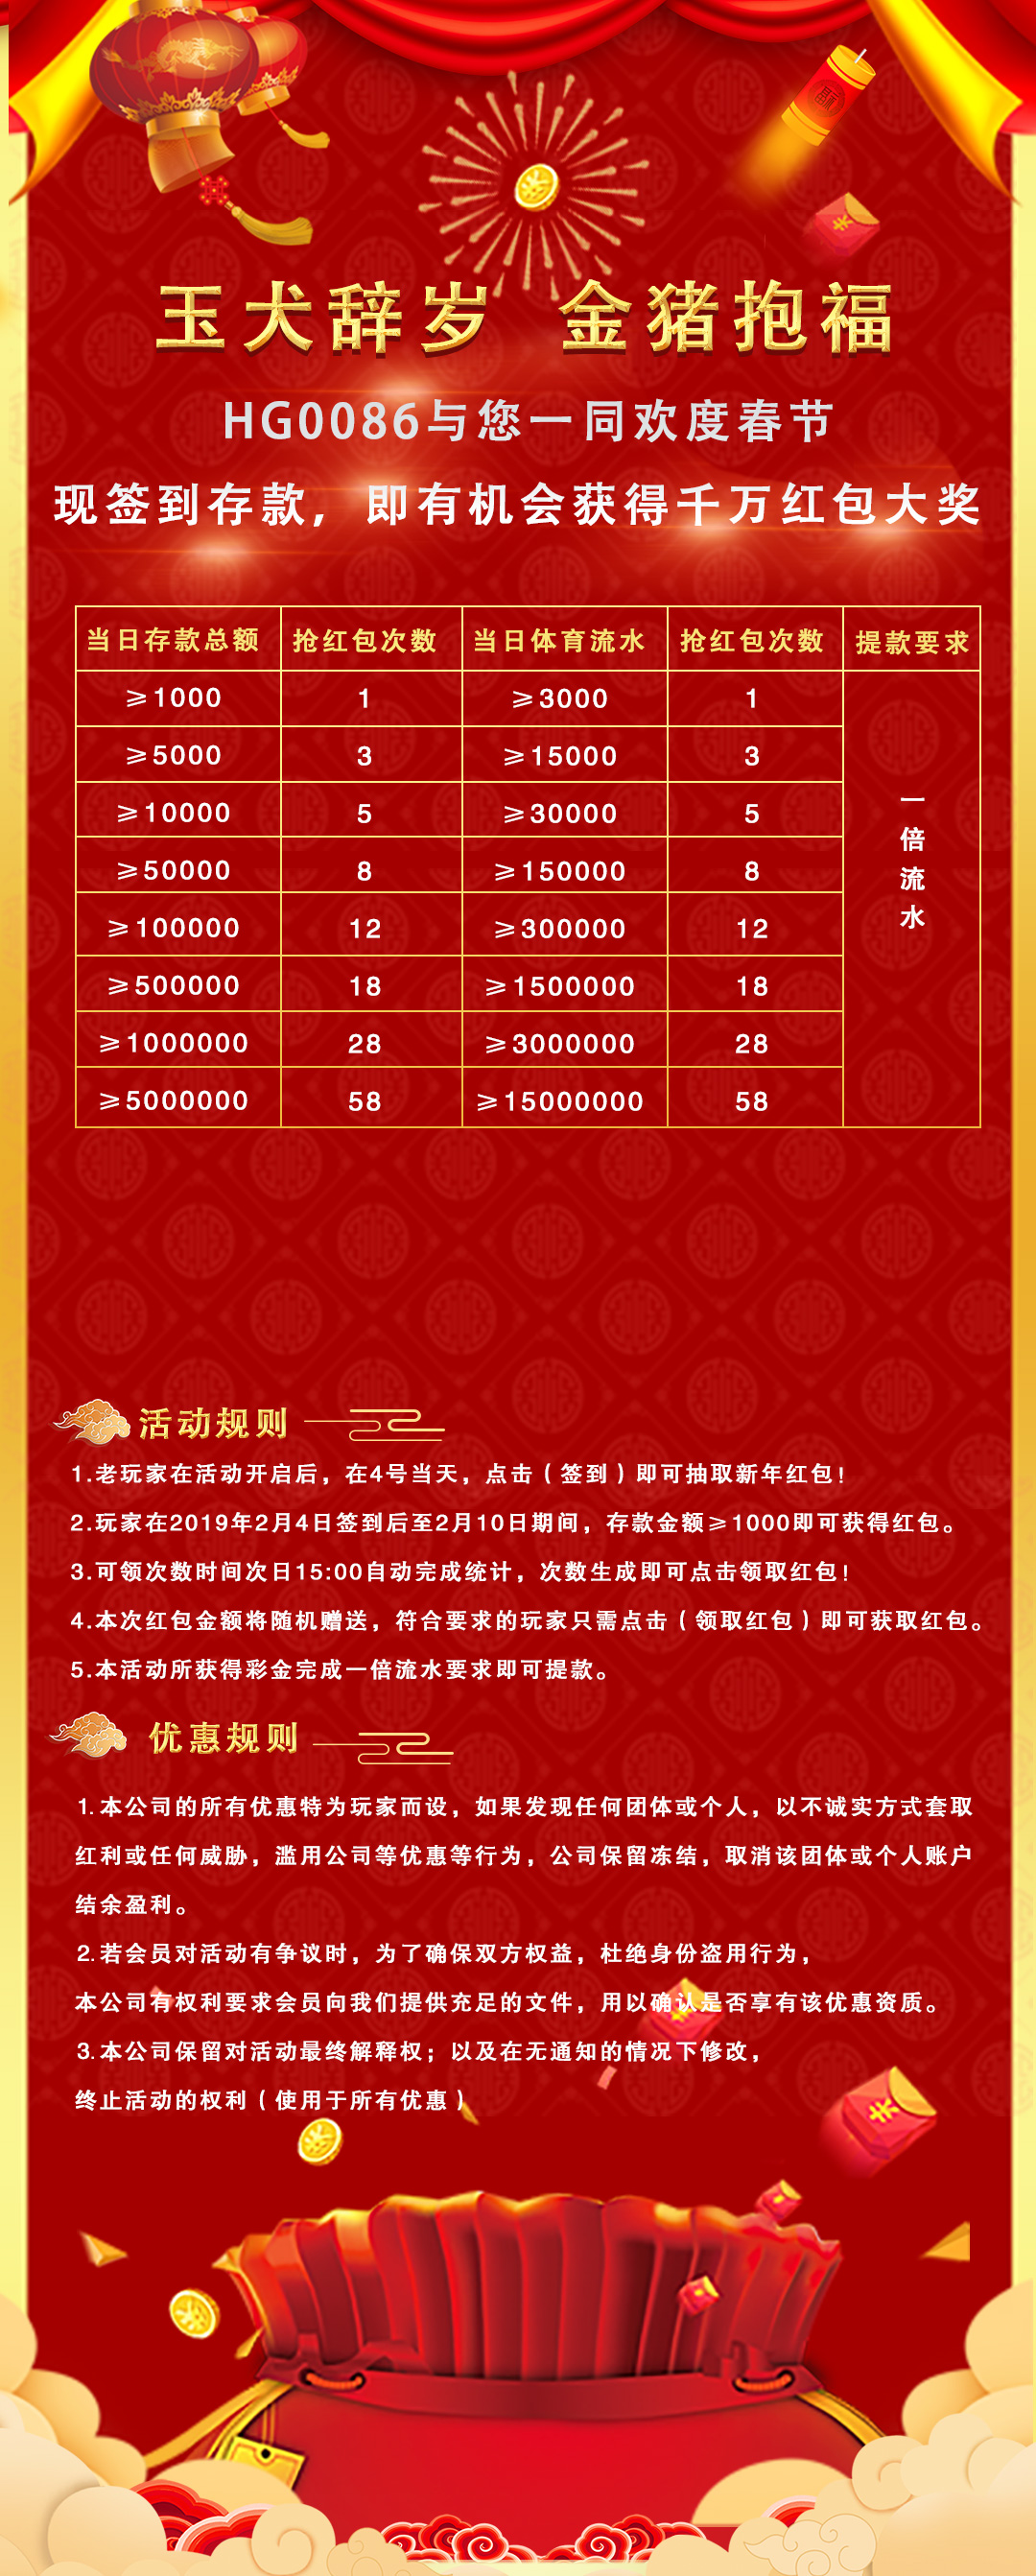 玉犬辞岁 金猪抱福
HG0086与您一同欢度春节
现签到存款，即有机会获得千万红包大奖
当日存款总额 抢红包次数 当日体育流水 抢红包次数 提款要求
≥1000 1 ≥3000 1
≥5000 3 ≥15000 3
≥10000 5 ≥30000 5
≥50000 8 ≥150000 8
≥100000 12 ≥300000 12
≥500000 18 ≥1500000 18
≥1000000 28 ≥3000000 28
≥5000000 58 ≥15000000 58
一倍流水
活动规则
1.老玩家在活动开启后，在4号当天，点击（签到）即可抽取新年红包！
2.玩家在2019年2月4日签到后至2月10日期间，存款金额≥1000即可获得红包。
3.可领次数时间次日15:00自动完成统计，次数生成即可点击领取红包！
4.本次红包金额将随机赠送，符合要求的玩家只需点击（领取红包）即可获取红包。
5.本活动所获得彩金完成一倍流水要求即可提款。
优惠规则
1.本公司的所有优惠特为玩家而设，如果发现任何团体或个人，以不诚实方式套取
红利或任何威胁，滥用公司等优惠等行为，公司保留冻结，取消该团体或个人账户
结余盈利。
2.若会员对活动有争议时，为了确保双方权益，杜绝身份盗用行为，
本公司有权利要求会员向我们提供充足的文件，用以确认是否享有该优惠资质。
3.本公司保留对活动最终解释权；以及在无通知的情况下修改，
终止活动的权利（使用于所有优惠）